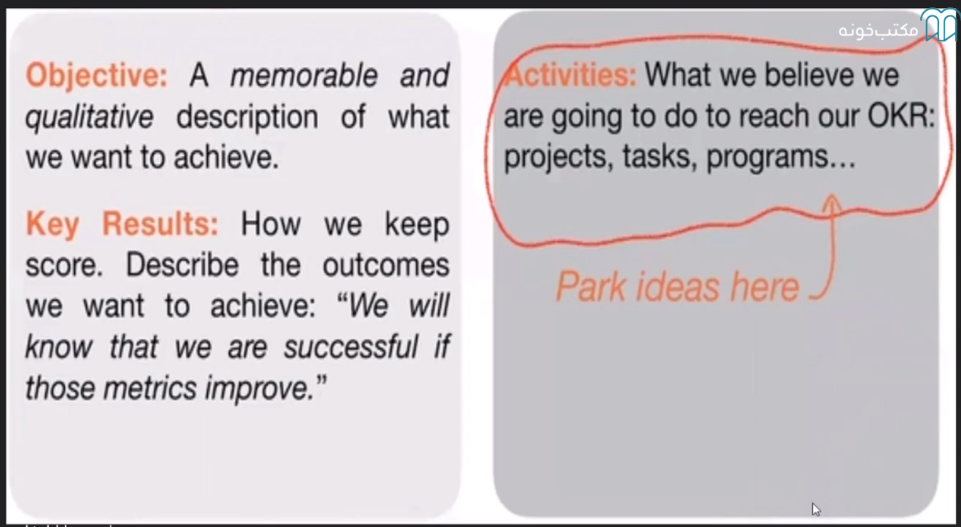 مکتب‌خونه
Objective: A memorable and
qualitative description of what
we want to achieve.
Key Results: How we keep
score. Describe the outcomes
we want to achieve: “We will
know that we are successful if
those metrics improve.”
Activities: What we believe we
are going to do to reach our OKR:
projects, tasks, programs...
Park ideas here